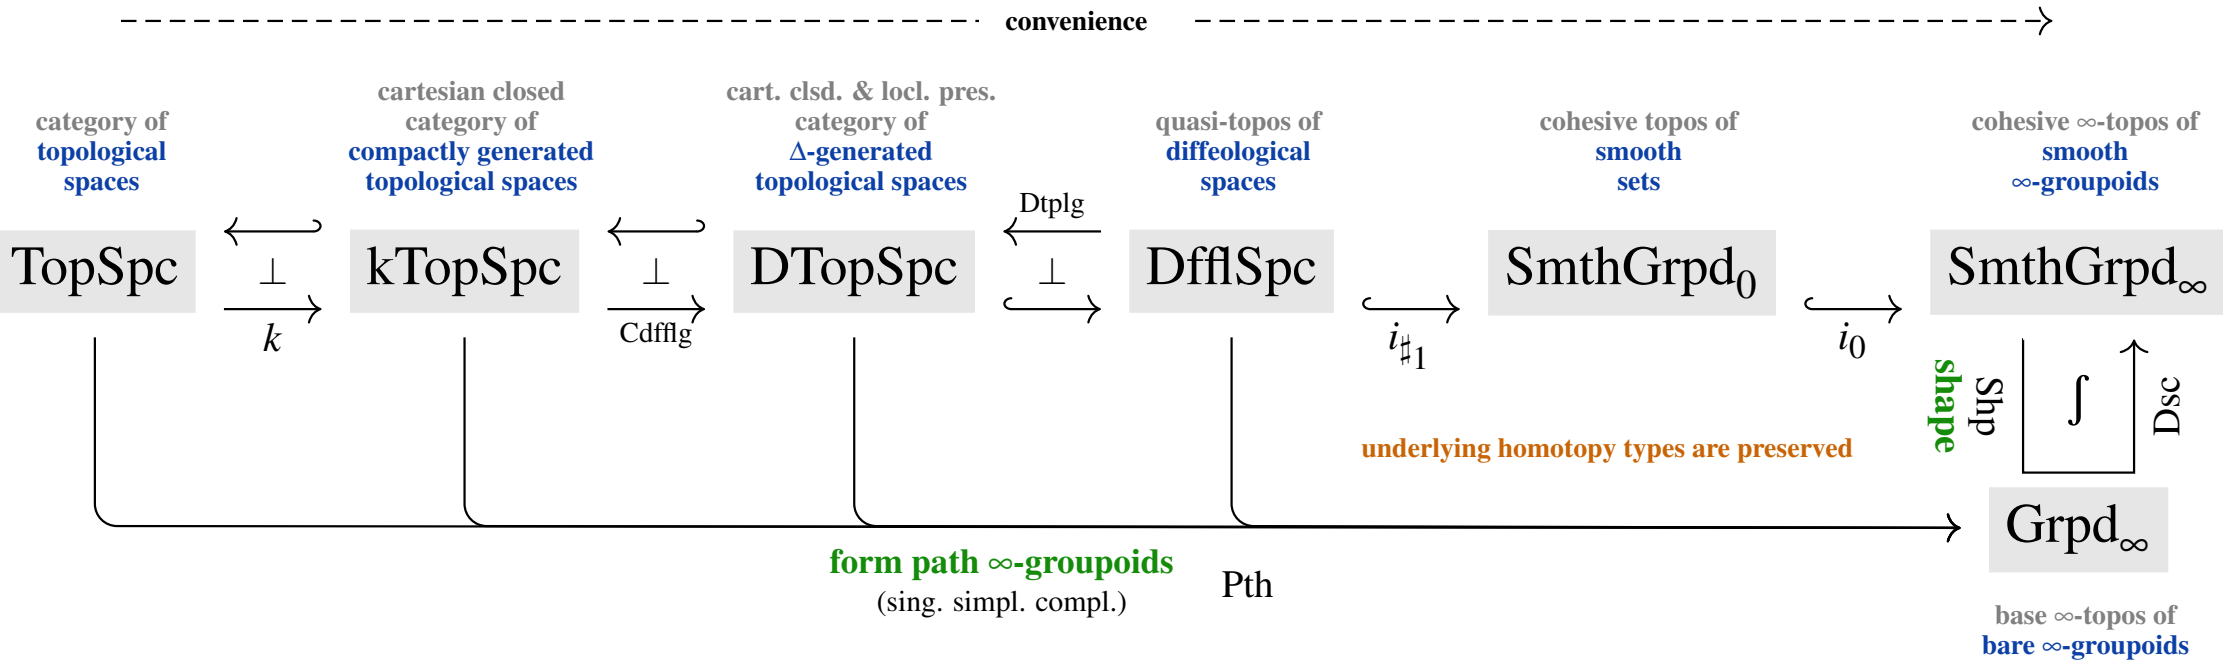 convenience
category of
topological
spaces
cartesian closed
category of
compactly generated
topological spaces
cart. clsd. & locl. pres.
category of
Δ-generated
topological spaces
quasi-topos of
diffeological
spaces
cohesive topos of
smooth
sets
cohesive ∞-topos of
smooth
∞-groupoids
TopSpc
⊥
k
kTopSpc
⊥
Cdfflg
DTopSpc
Dtplg
⊥
DfflSpc
i♯₁
SmthGrpd₀
i₀
SmthGrpd∞
shape
Shp
∫
Dsc
underlying homotopy types are preserved
Grpd∞
form path ∞-groupoids
(sing. simpl. compl.)
Pth
base ∞-topos of
bare ∞-groupoids